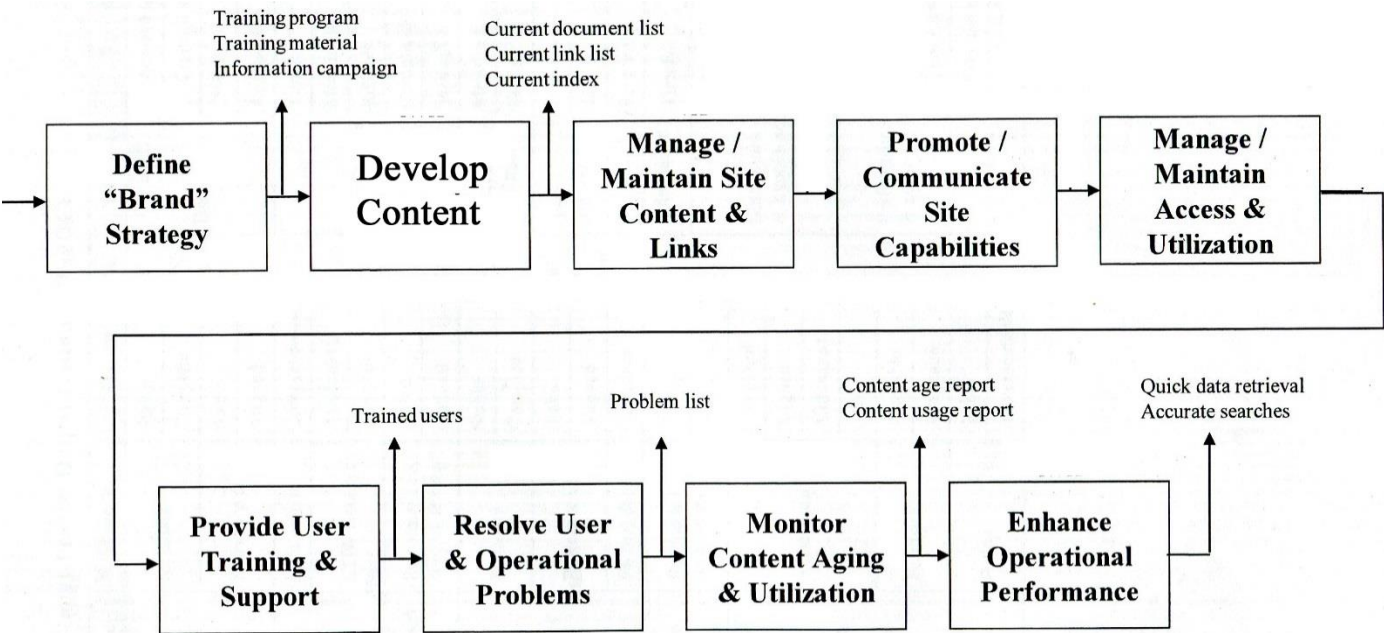 Training program
Training material
Information campaign
Current document list
Current link list
Current index
Define
“Brand”
Strategy
Develop
Content
Manage /
Maintain Site
Content &
Links
Promote /
Communicate
Site
Capabilities
Manage /
Maintain
Access &
Utilization
Trained users
Problem list
Content age report
Content usage report
Quick data retrieval
Accurate searches
Provide User
Training &
Support
Resolve User
& Operational
Problems
Monitor
Content Aging
& Utilization
Enhance
Operational
Performance